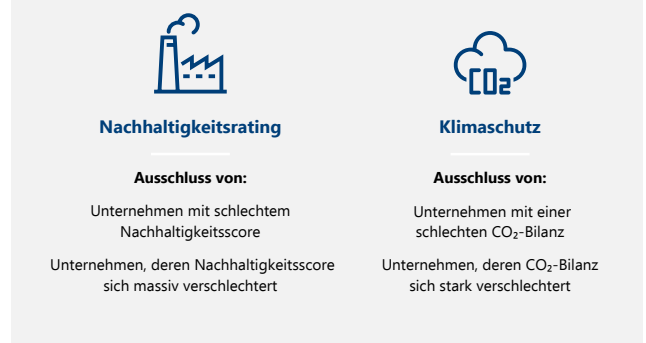 CO₂
Nachhaltigkeitsrating
Ausschluss von:
Unternehmen mit schlechtem
Nachhaltigkeitsscore
Unternehmen, deren Nachhaltigkeitsscore
sich massiv verschlechtert
Klimaschutz
Ausschluss von:
Unternehmen mit einer
schlechten CO₂-Bilanz
Unternehmen, deren CO₂-Bilanz
sich stark verschlechtert